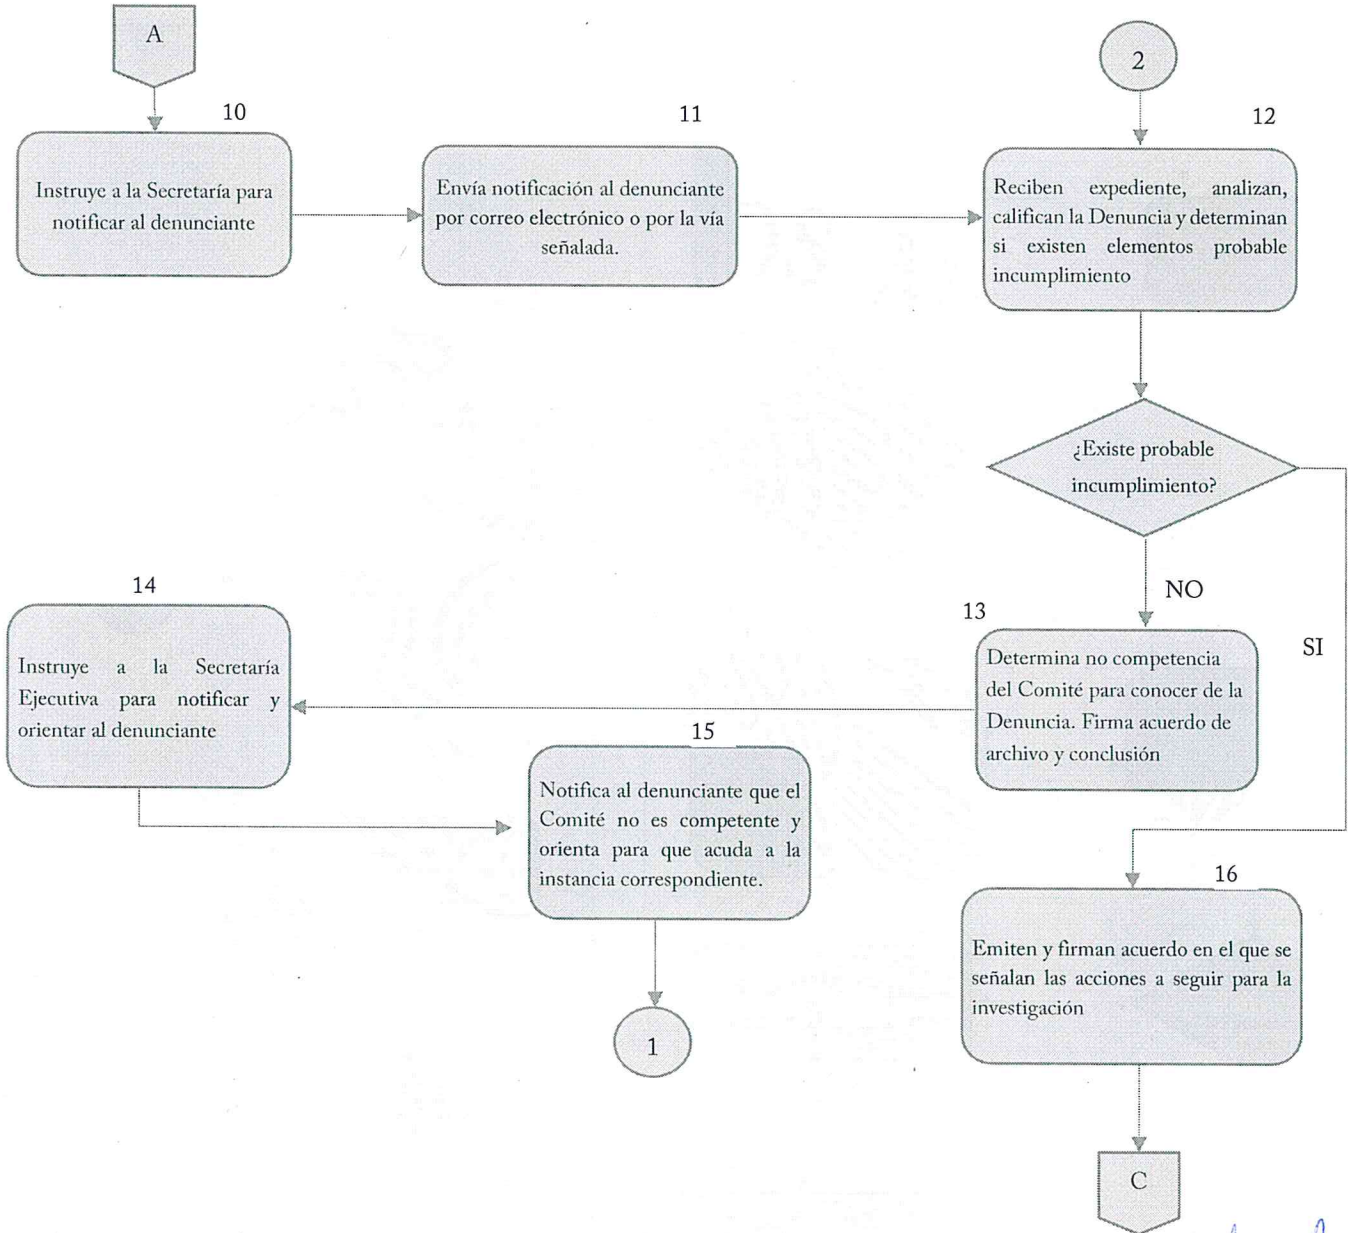 A
10
Instruye a la Secretaría para
notificar al denunciante
11
Envía notificación al denunciante
por correo electrónico o por la vía
señalada.
2
12
Reciben expediente, analizan,
califican la Denuncia y determinan
si existen elementos probable
incumplimiento
¿Existe probable
incumplimiento?
NO
SI
13
Determina no competencia
del Comité para conocer de la
Denuncia. Firma acuerdo de
archivo y conclusión
14
Instruye a la Secretaría
Ejecutiva para notificar y
orientar al denunciante
15
Notifica al denunciante que el
Comité no es competente y
orienta para que acuda a la
instancia correspondiente.
1
16
Emiten y firman acuerdo en el que se
señalan las acciones a seguir para la
investigación
C